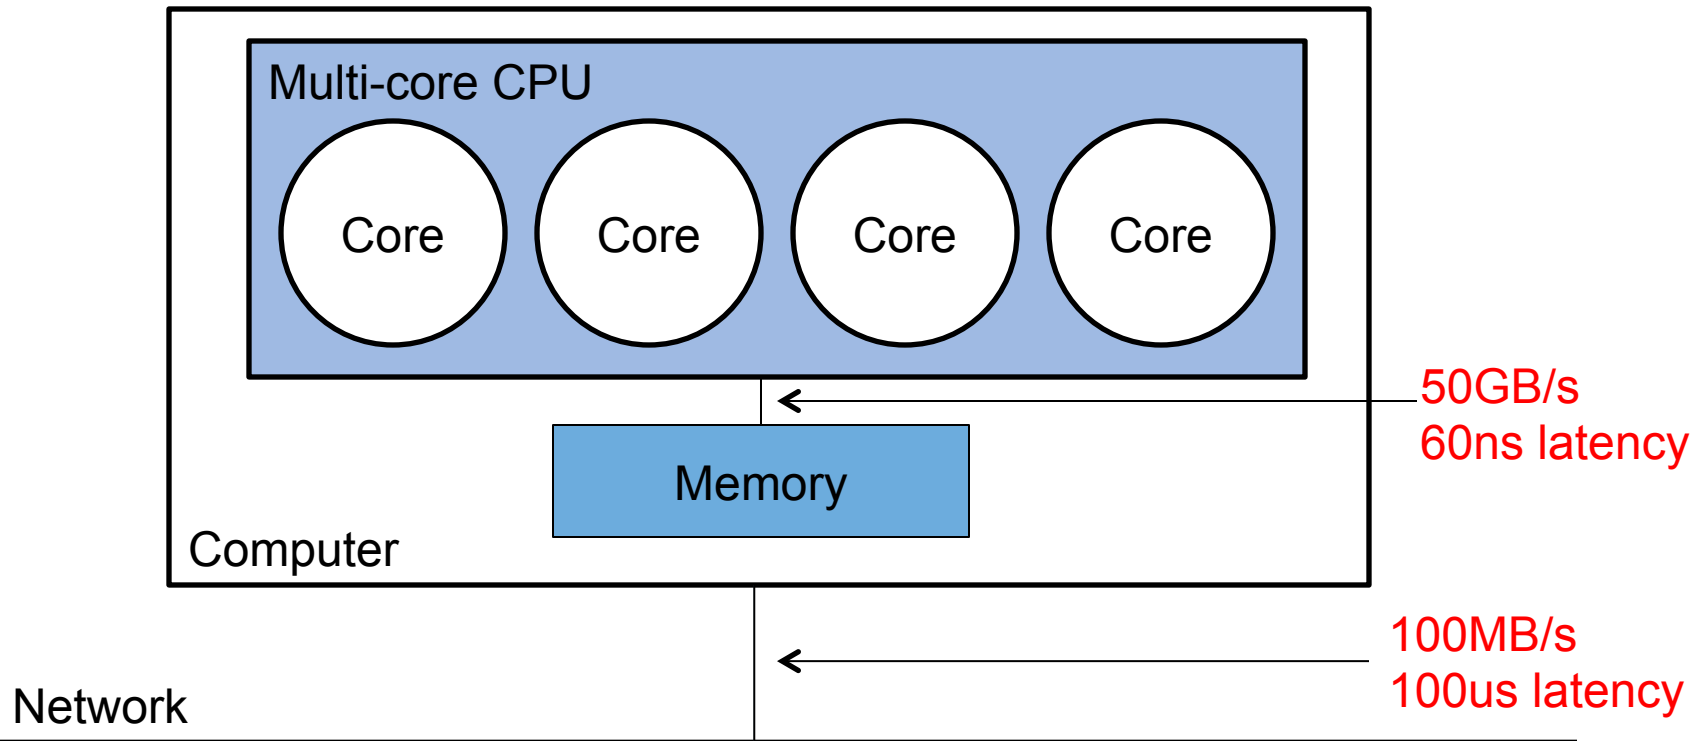 Multi-core CPU
Core
Core
Core
Core
50GB/s
60ns latency
Memory
Computer
100MB/s
100us latency
Network